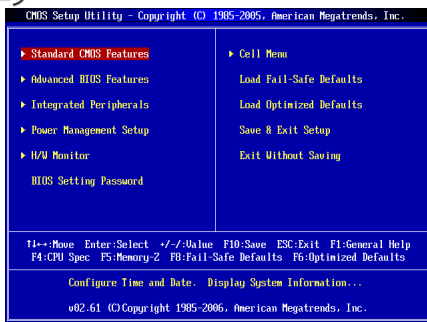 CMOS Setup Utility - Copyright (C) 1985-2005, American Megatrends, Inc.
▶ Standard CMOS Features
▶ Advanced BIOS Features
▶ Integrated Peripherals
▶ Power Management Setup
▶ H/W Monitor
BIOS Setting Password
▶ Cell Menu
Load Fail-Safe Defaults
Load Optimized Defaults
Save & Exit Setup
Exit Without Saving
↑↓↔:Move Enter:Select +/-/:Value F10:Save ESC:Exit F1:General Help
F4:CPU Spec F5:Memory-Z F8:Fail-Safe Defaults F6:Optimized Defaults
Configure Time and Date. Display System Information...
v02.61 (C)Copyright 1985-2006, American Megatrends, Inc.